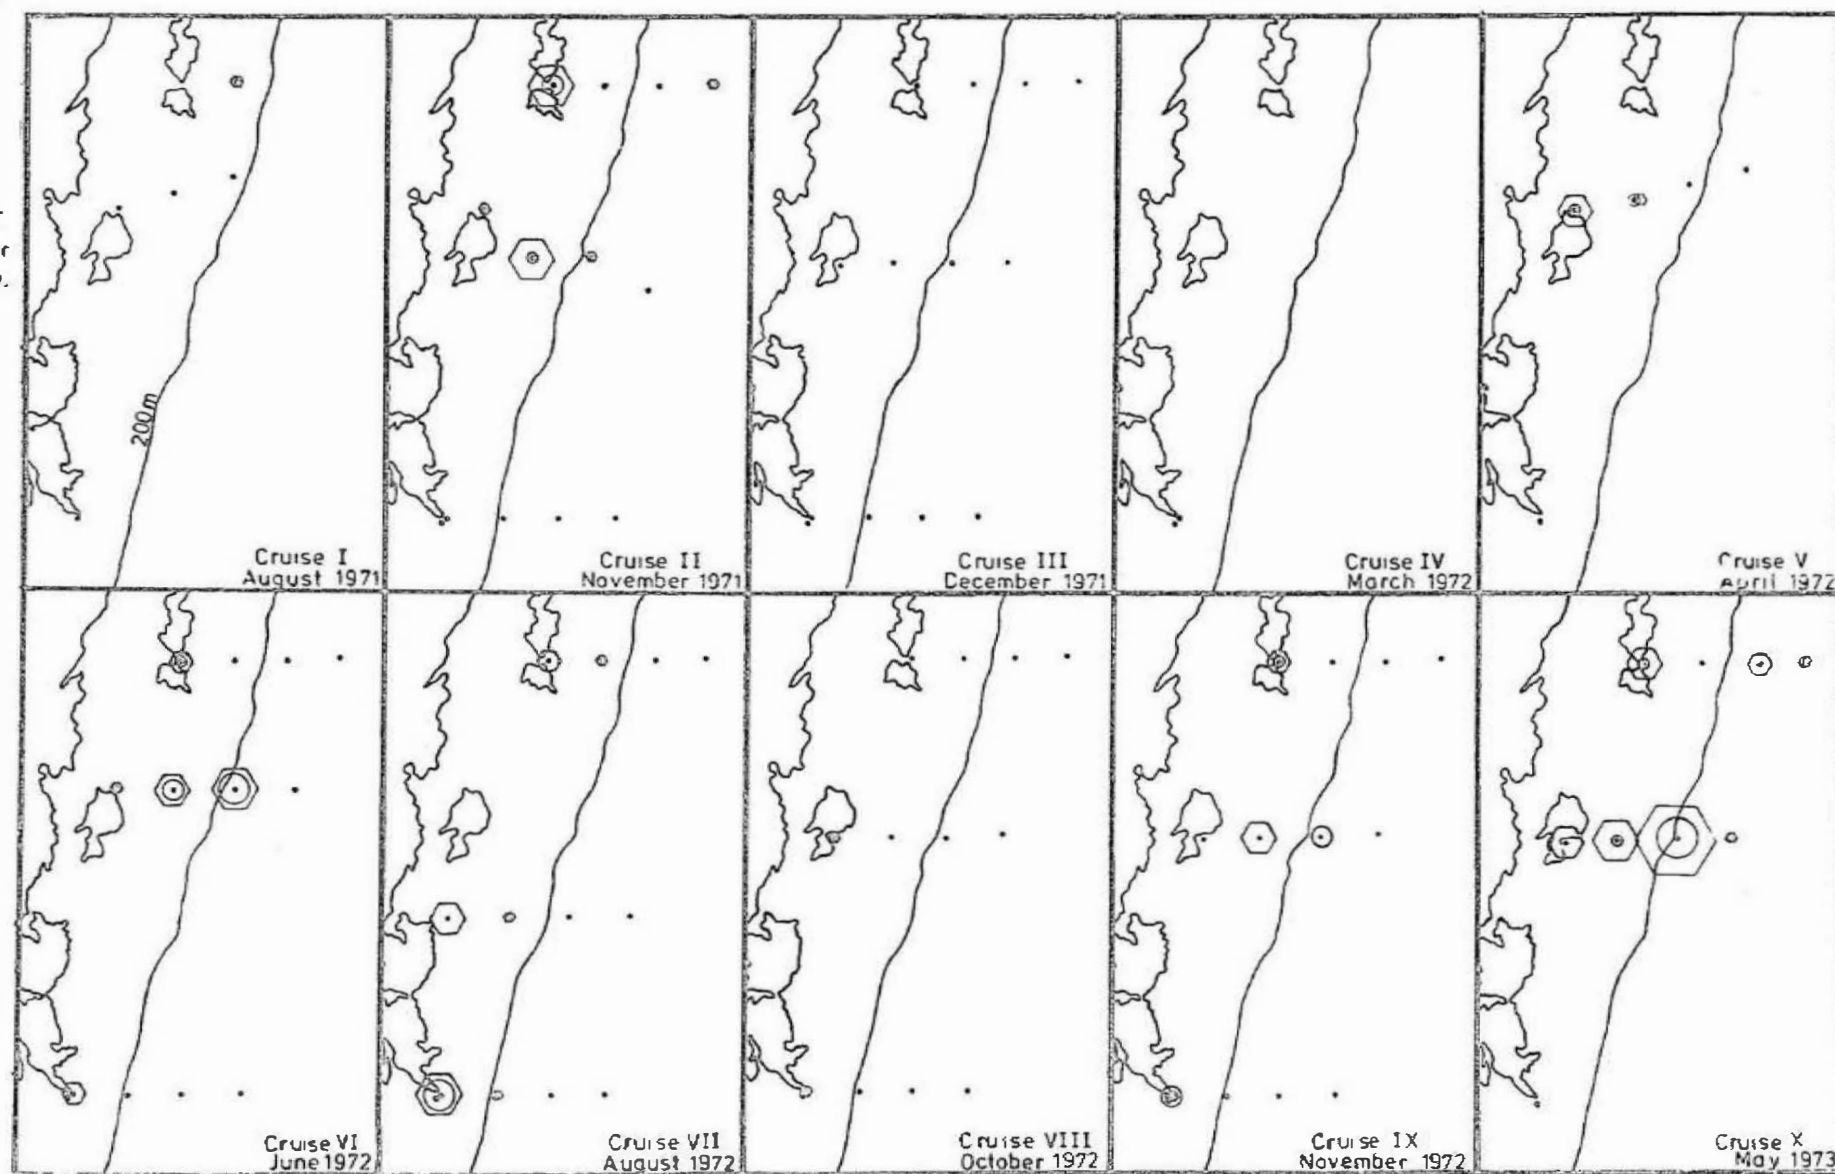 200m
Cruise I
August 1971
Cruise II
November 1971
Cruise III
December 1971
Cruise IV
March 1972
Cruise V
April 1972
Cruise VI
June 1972
Cruise VII
August 1972
Cruise VIII
October 1972
Cruise IX
November 1972
Cruise X
May 1973